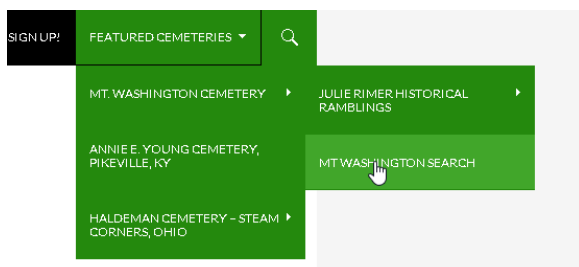 SIGN UP!
FEATURED CEMETERIES
MT. WASHINGTON CEMETERY
JULIE RIMER HISTORICAL
RAMBLINGS
ANNIE E. YOUNG CEMETERY,
PIKEVILLE, KY
MT WASHINGTON SEARCH
HALDEMAN CEMETERY – STEAM
CORNERS, OHIO